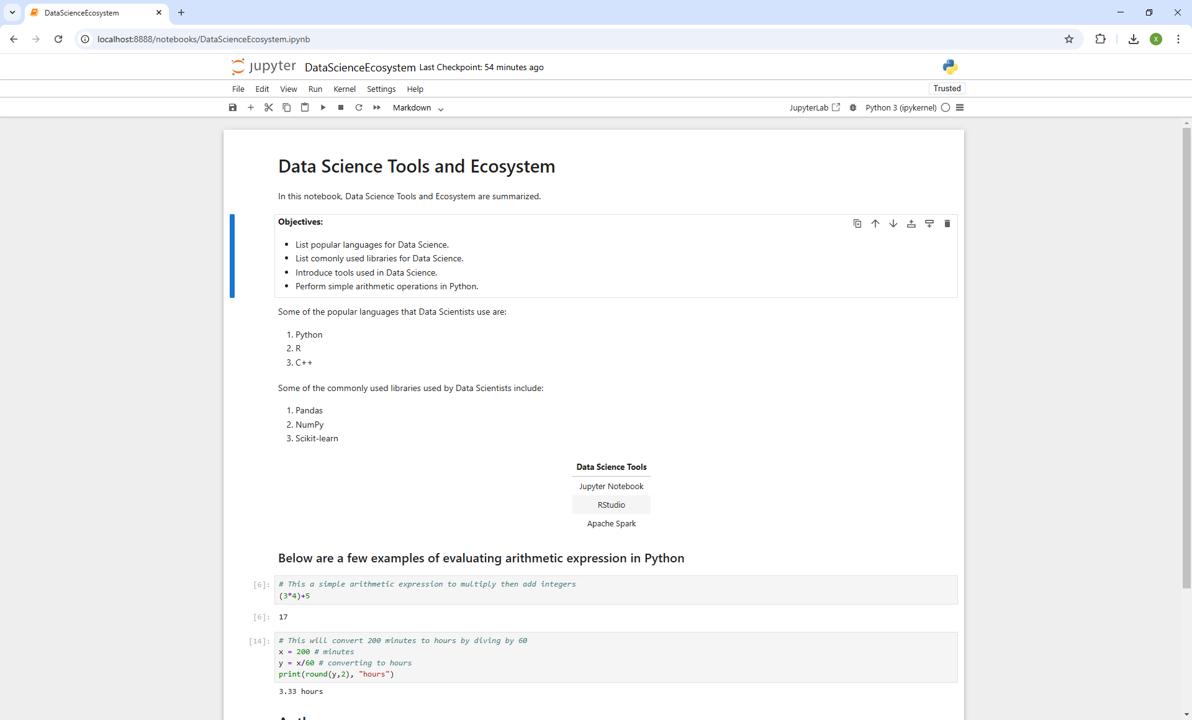 DataScienceEcosystem
localhost:8888/notebooks/DataScienceEcosystem.ipynb
X
jupyter DataScienceEcosystem Last Checkpoint: 54 minutes ago
File Edit View Run Kernel Settings Help Trusted
Markdown JupyterLab Python 3 (ipykernel)
Data Science Tools and Ecosystem
In this notebook, Data Science Tools and Ecosystem are summarized.
Objectives:
• List popular languages for Data Science.
• List comonly used libraries for Data Science.
• Introduce tools used in Data Science.
• Perform simple arithmetic operations in Python.
Some of the popular languages that Data Scientists use are:
1. Python
2. R
3. C++
Some of the commonly used libraries used by Data Scientists include:
1. Pandas
2. NumPy
3. Scikit-learn
Data Science Tools
Jupyter Notebook
RStudio
Apache Spark
Below are a few examples of evaluating arithmetic expression in Python
[6]: # This a simple arithmetic expression to multiply then add integers
(3*4)+5
[6]: 17
[14]: # This will convert 200 minutes to hours by diving by 60
x = 200 # minutes
y = x/60 # converting to hours
print(round(y,2), "hours")
3.33 hours